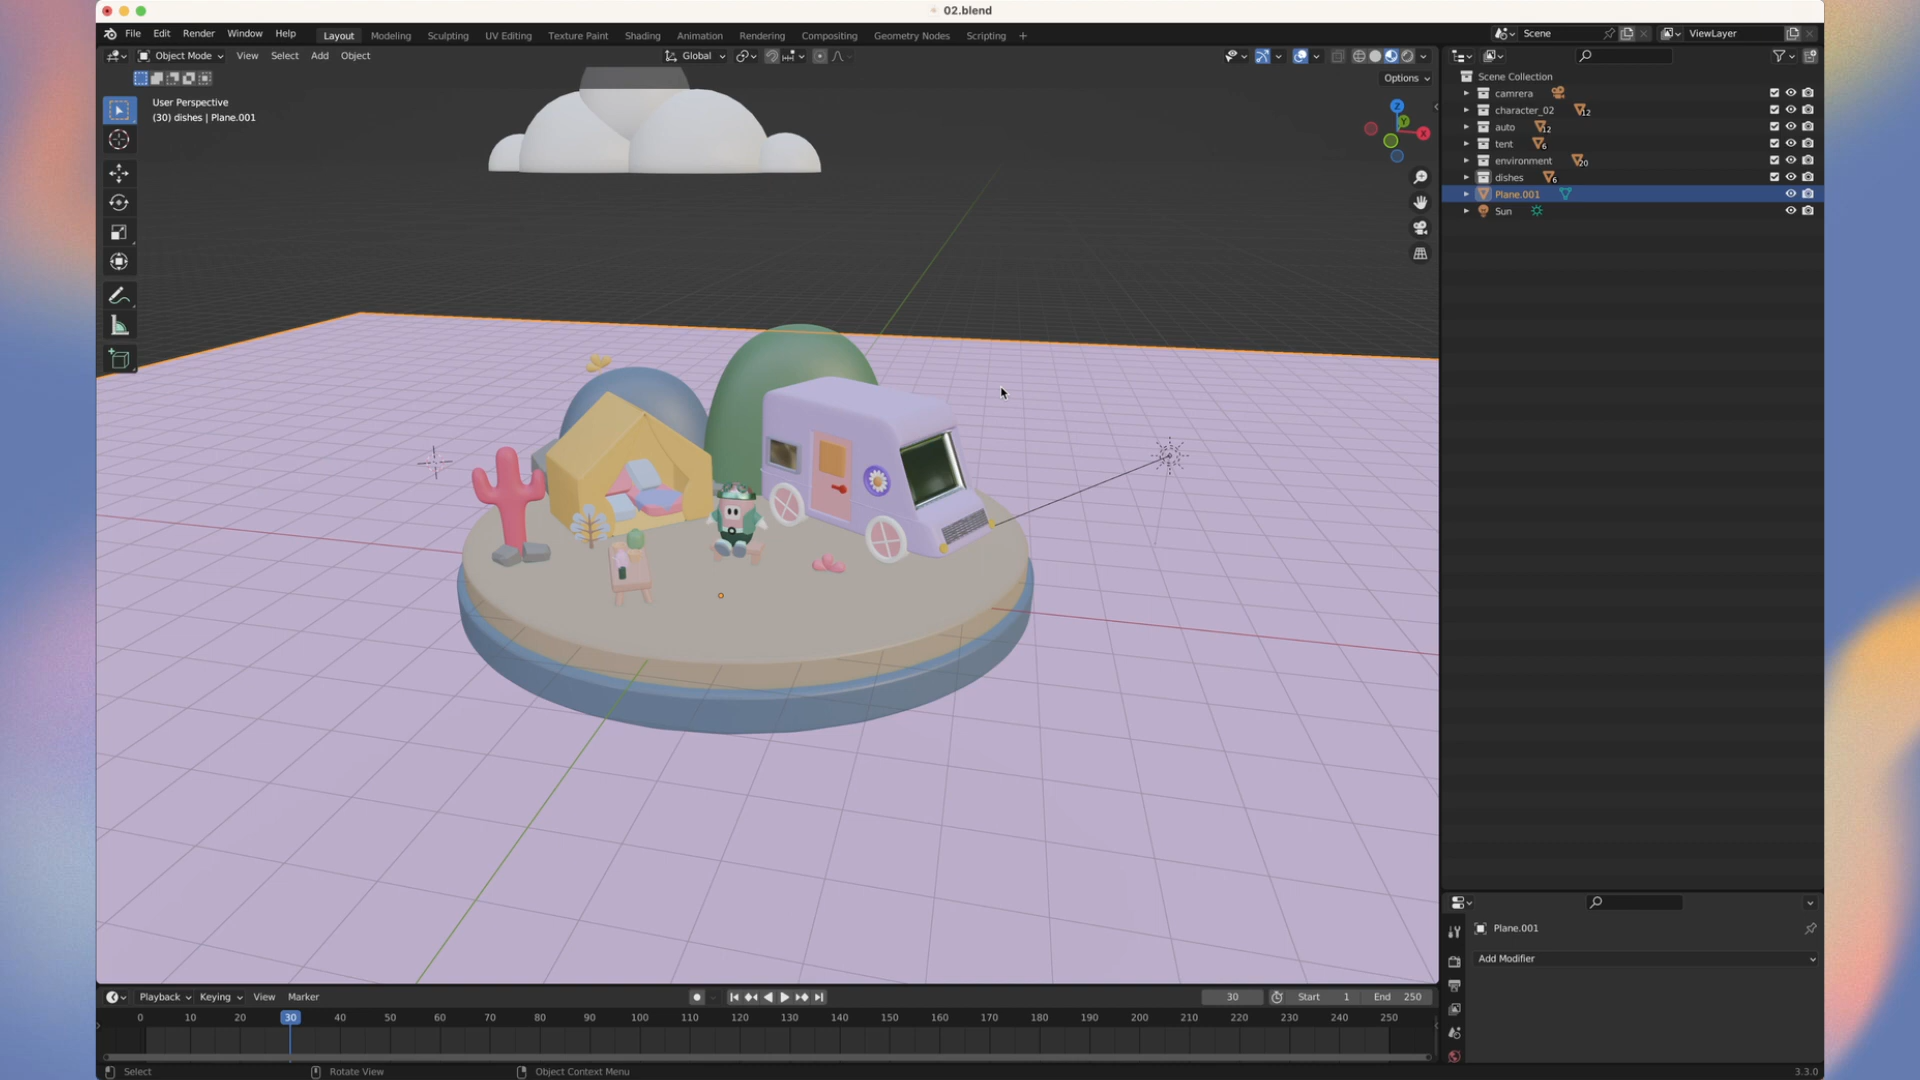 02.blend
File Edit Render Window Help Layout Modeling Sculpting UV Editing Texture Paint Shading Animation Rendering Compositing Geometry Nodes Scripting + Scene ViewLayer
Object Mode View Select Add Object Global
Options
User Perspective
(30) dishes | Plane.001
Z
Y
X
Scene Collection
camrera
character_02 12
auto 12
tent 6
environment 20
dishes 6
Plane.001
Sun
Plane.001
Add Modifier
Playback Keying View Marker 30 Start 1 End 250
0 10 20 30 40 50 60 70 80 90 100 110 120 130 140 150 160 170 180 190 200 210 220 230 240 250
Select Rotate View Object Context Menu 3.3.0